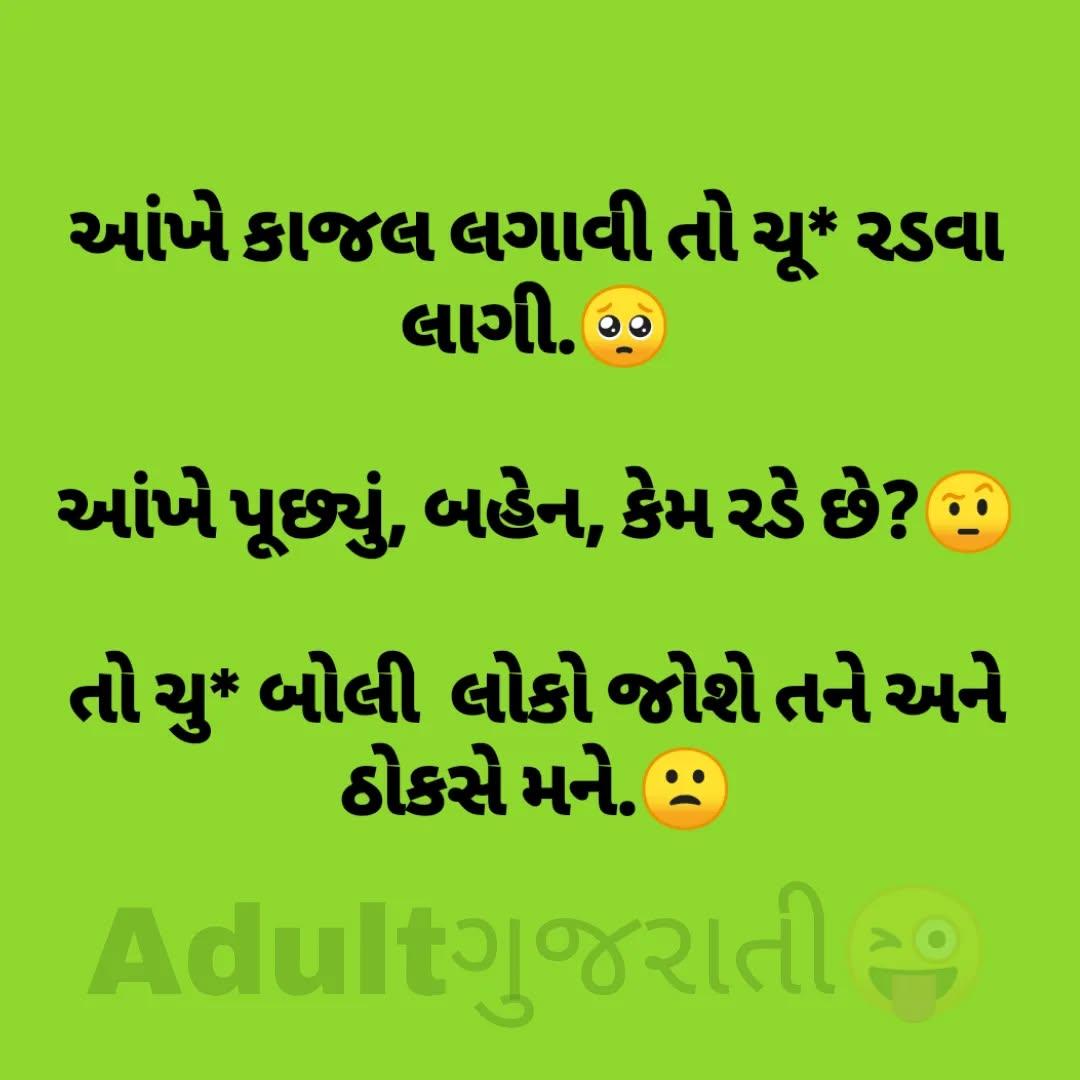 આંખે કાજલ લગાવી તો ચૂ* રડવા
લાગી.🥺
આંખે પૂછ્યું, બહેન, કેમ રડે છે?🤨
તો ચુ* બોલી લોકો જોશે તને અને
ઠોકસે મને.🙁
Adultગુજરાતી😜